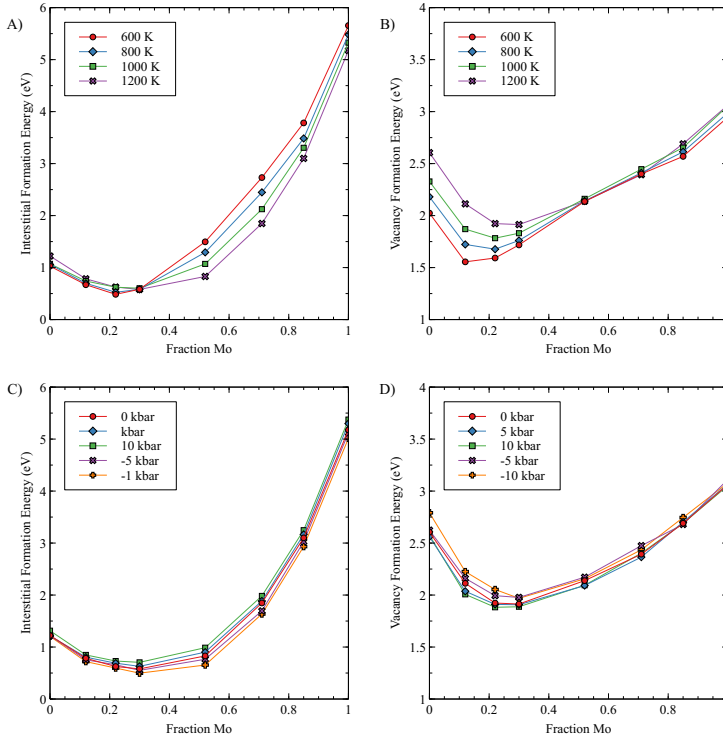 A)
600 K
800 K
1000 K
1200 K
Interstitial Formation Energy (eV)
6
5
4
3
2
1
0
0 0.2 0.4 0.6 0.8 1
Fraction Mo
B)
600 K
800 K
1000 K
1200 K
Vacancy Formation Energy (eV)
4
3.5
3
2.5
2
1.5
1
0 0.2 0.4 0.6 0.8
Fraction Mo
C)
0 kbar
kbar
10 kbar
-5 kbar
-1 kbar
Interstitial Formation Energy (eV)
6
5
4
3
2
1
0
0 0.2 0.4 0.6 0.8 1
Fraction Mo
D)
0 kbar
5 kbar
10 kbar
-5 kbar
-10 kbar
Vacancy Formation Energy (eV)
4
3.5
3
2.5
2
1.5
1
0 0.2 0.4 0.6 0.8
Fraction Mo